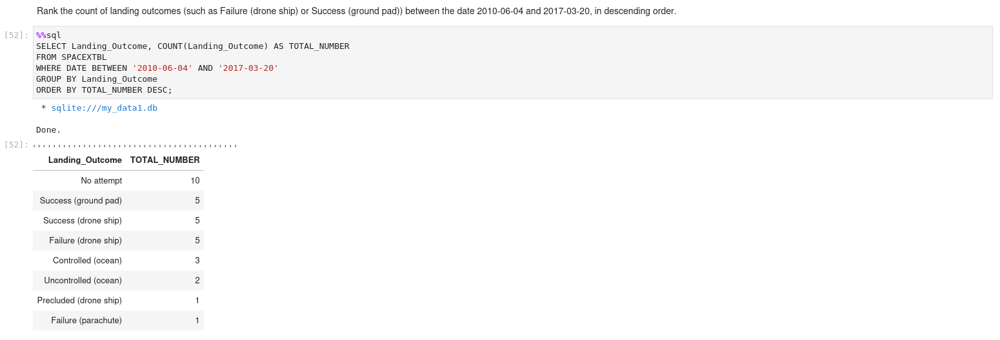 Rank the count of landing outcomes (such as Failure (drone ship) or Success (ground pad)) between the date 2010-06-04 and 2017-03-20, in descending order.
[52]: %%sql
SELECT Landing_Outcome, COUNT(Landing_Outcome) AS TOTAL_NUMBER
FROM SPACEXTBL
WHERE DATE BETWEEN '2010-06-04' AND '2017-03-20'
GROUP BY Landing_Outcome
ORDER BY TOTAL_NUMBER DESC;
* sqlite:///my_data1.db
Done.
[52]: , , , , , , , , , , , , , , , , , , , , , , , , , , , , , , , , , , , , , , , , ,
Landing_Outcome TOTAL_NUMBER
No attempt 10
Success (ground pad) 5
Success (drone ship) 5
Failure (drone ship) 5
Controlled (ocean) 3
Uncontrolled (ocean) 2
Precluded (drone ship) 1
Failure (parachute) 1